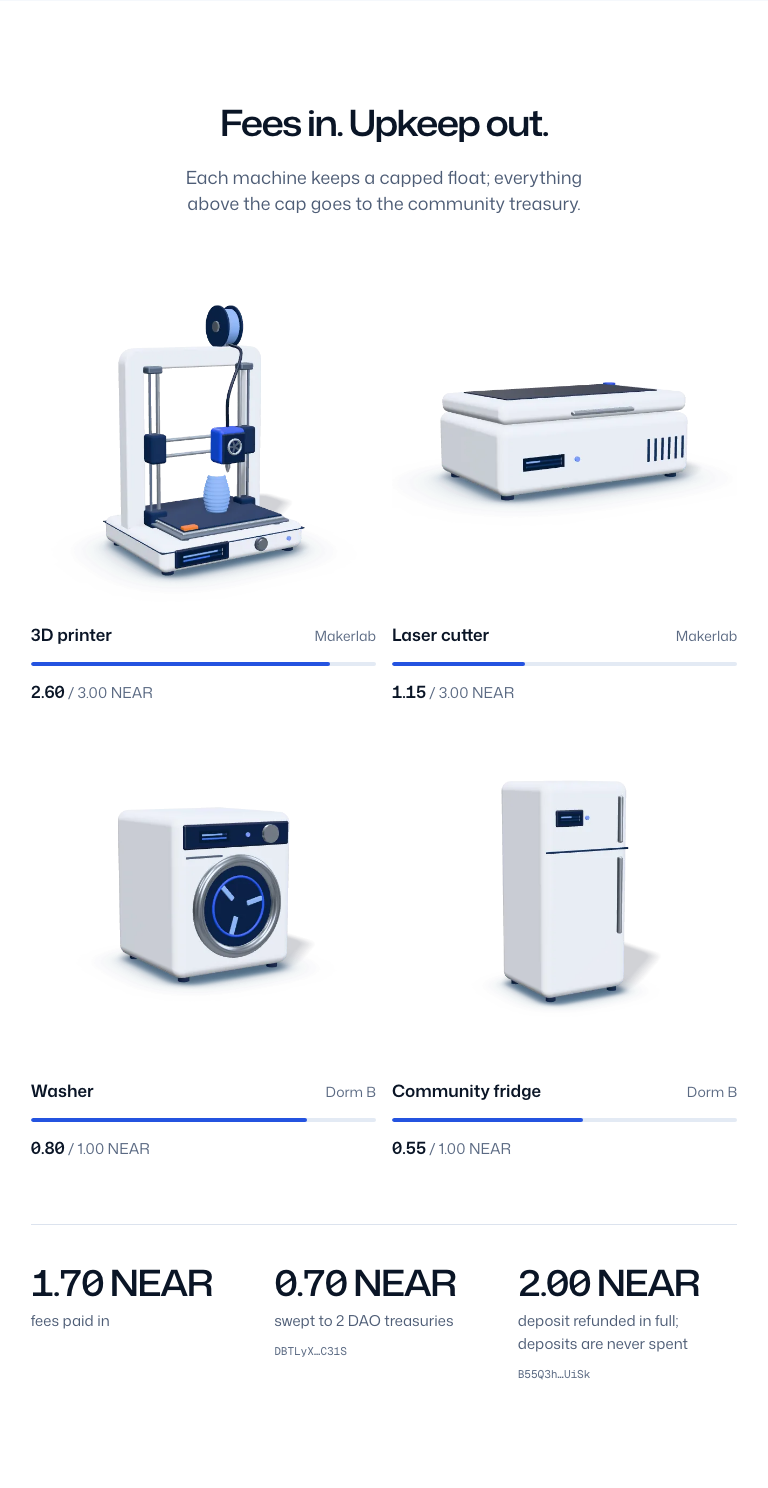 Fees in. Upkeep out.
Each machine keeps a capped float; everything
above the cap goes to the community treasury.
3D printer
Makerlab
2.60 / 3.00 NEAR
Laser cutter
Makerlab
1.15 / 3.00 NEAR
Washer
Dorm B
0.80 / 1.00 NEAR
Community fridge
Dorm B
0.55 / 1.00 NEAR
1.70 NEAR
fees paid in
0.70 NEAR
swept to 2 DAO treasuries
DBTLyX…C31S
2.00 NEAR
deposit refunded in full;
deposits are never spent
B55Q3h…UiSk